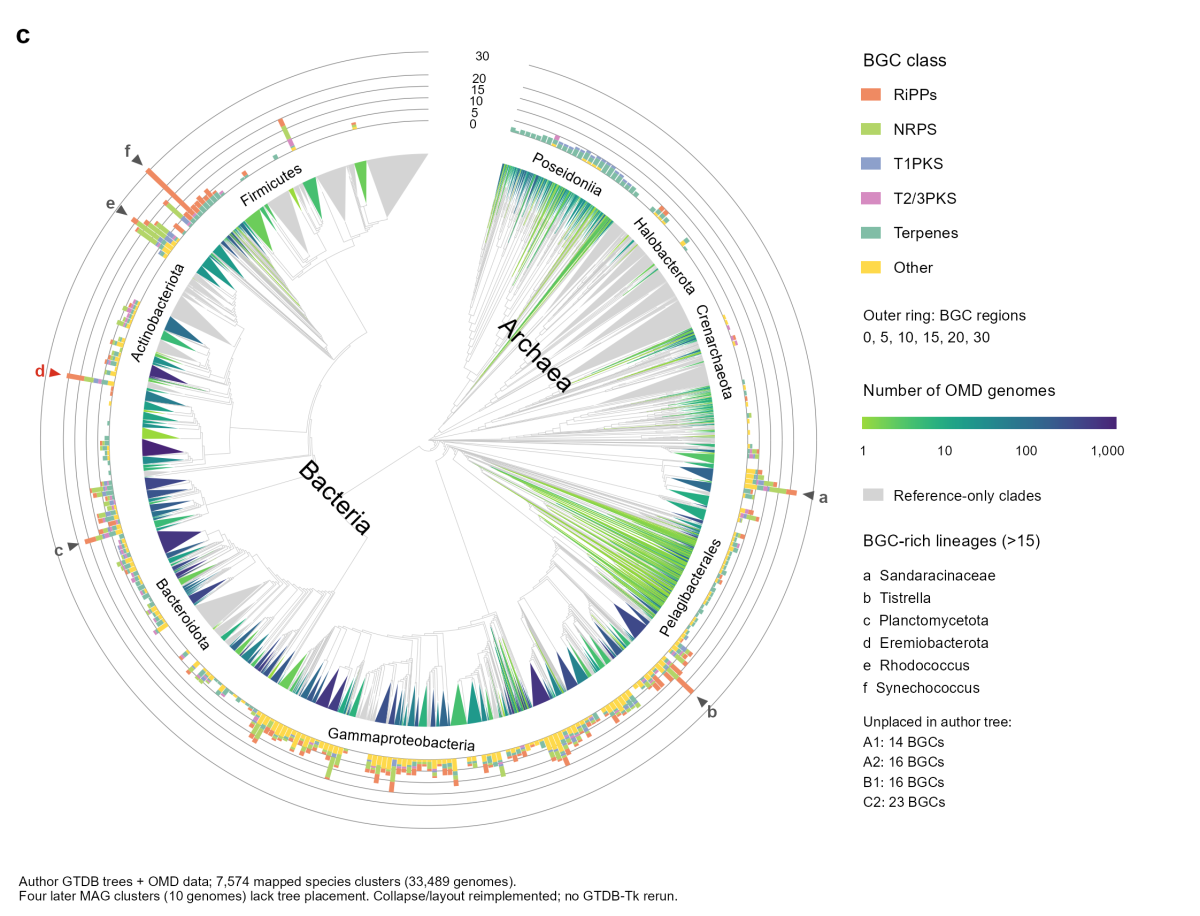 c
30
20
15
10
5
0
f
e
d
c
a
b
Firmicutes
Poseidoniia
Halobacterota
Crenarchaeota
Actinobacteriota
Archaea
Bacteria
Pelagibacterales
Bacteroidota
Gammaproteobacteria
BGC class
RiPPs
NRPS
T1PKS
T2/3PKS
Terpenes
Other
Outer ring: BGC regions
0, 5, 10, 15, 20, 30
Number of OMD genomes
1 10 100 1,000
Reference-only clades
BGC-rich lineages (>15)
a Sandaracinaceae
b Tistrella
c Planctomycetota
d Eremiobacterota
e Rhodococcus
f Synechococcus
Unplaced in author tree:
A1: 14 BGCs
A2: 16 BGCs
B1: 16 BGCs
C2: 23 BGCs
Author GTDB trees + OMD data; 7,574 mapped species clusters (33,489 genomes).
Four later MAG clusters (10 genomes) lack tree placement. Collapse/layout reimplemented; no GTDB-Tk rerun.